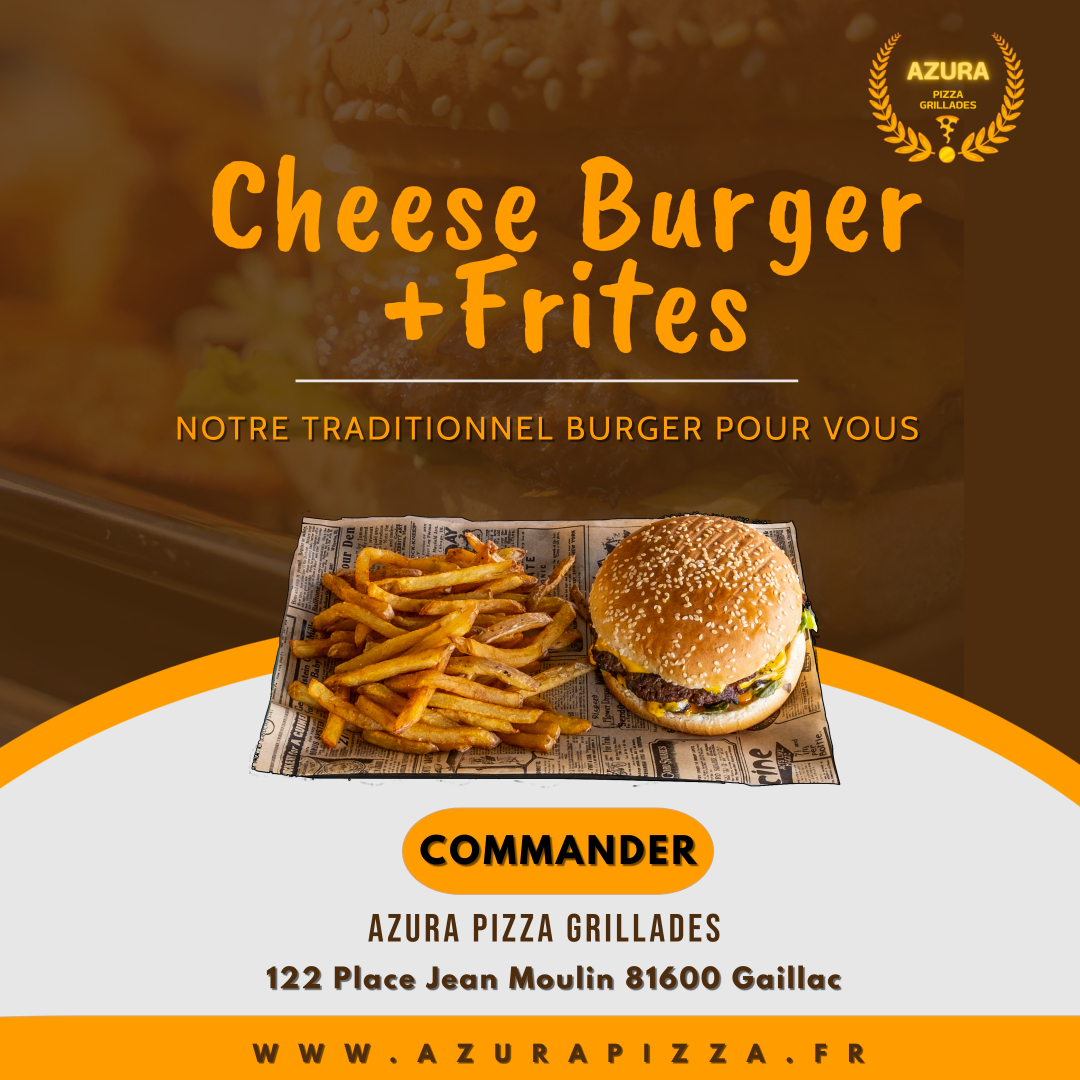 AZURA
PIZZA
GRILLADES
Cheese Burger
+Frites
NOTRE TRADITIONNEL BURGER POUR VOUS
COMMANDER
AZURA PIZZA GRILLADES
122 Place Jean Moulin 81600 Gaillac
WWW.AZURAPIZZA.FR